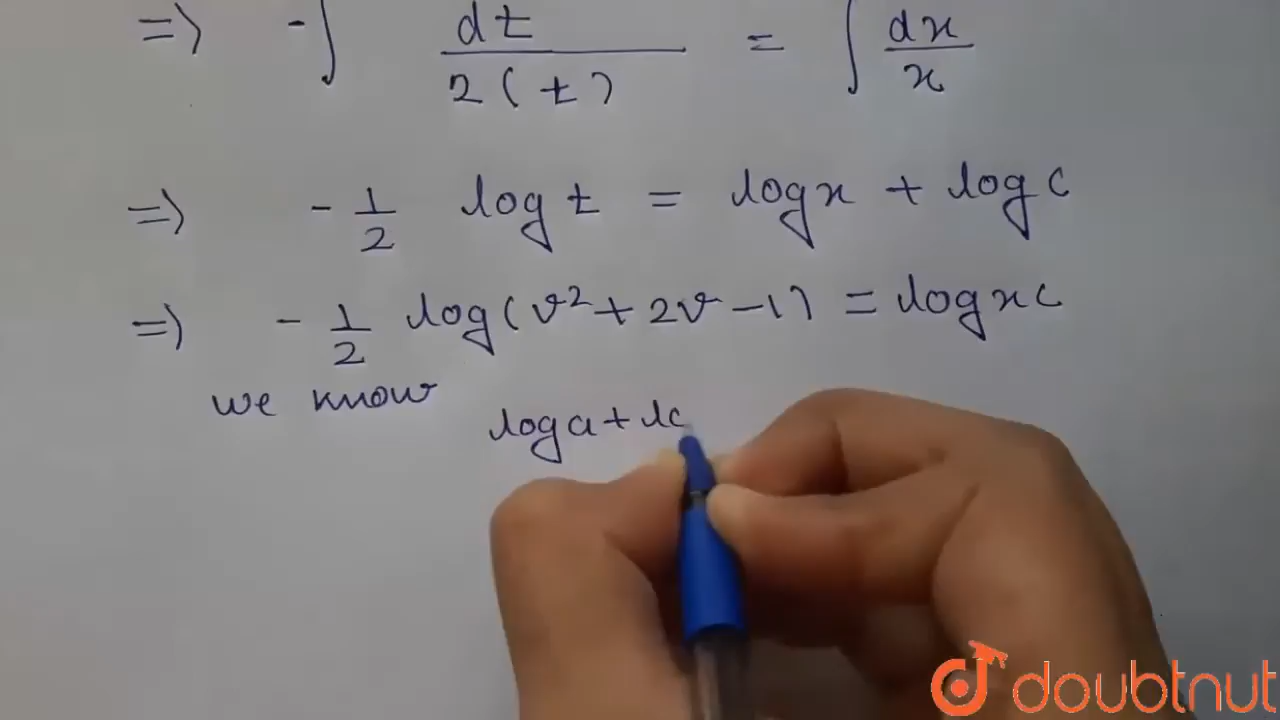 => -∫ dt / 2(t) = ∫ dx / x
=> - 1/2 log t = log x + log c
=> - 1/2 log(v² + 2v - 1) = log xc
we know
log a + lo
doubtnut